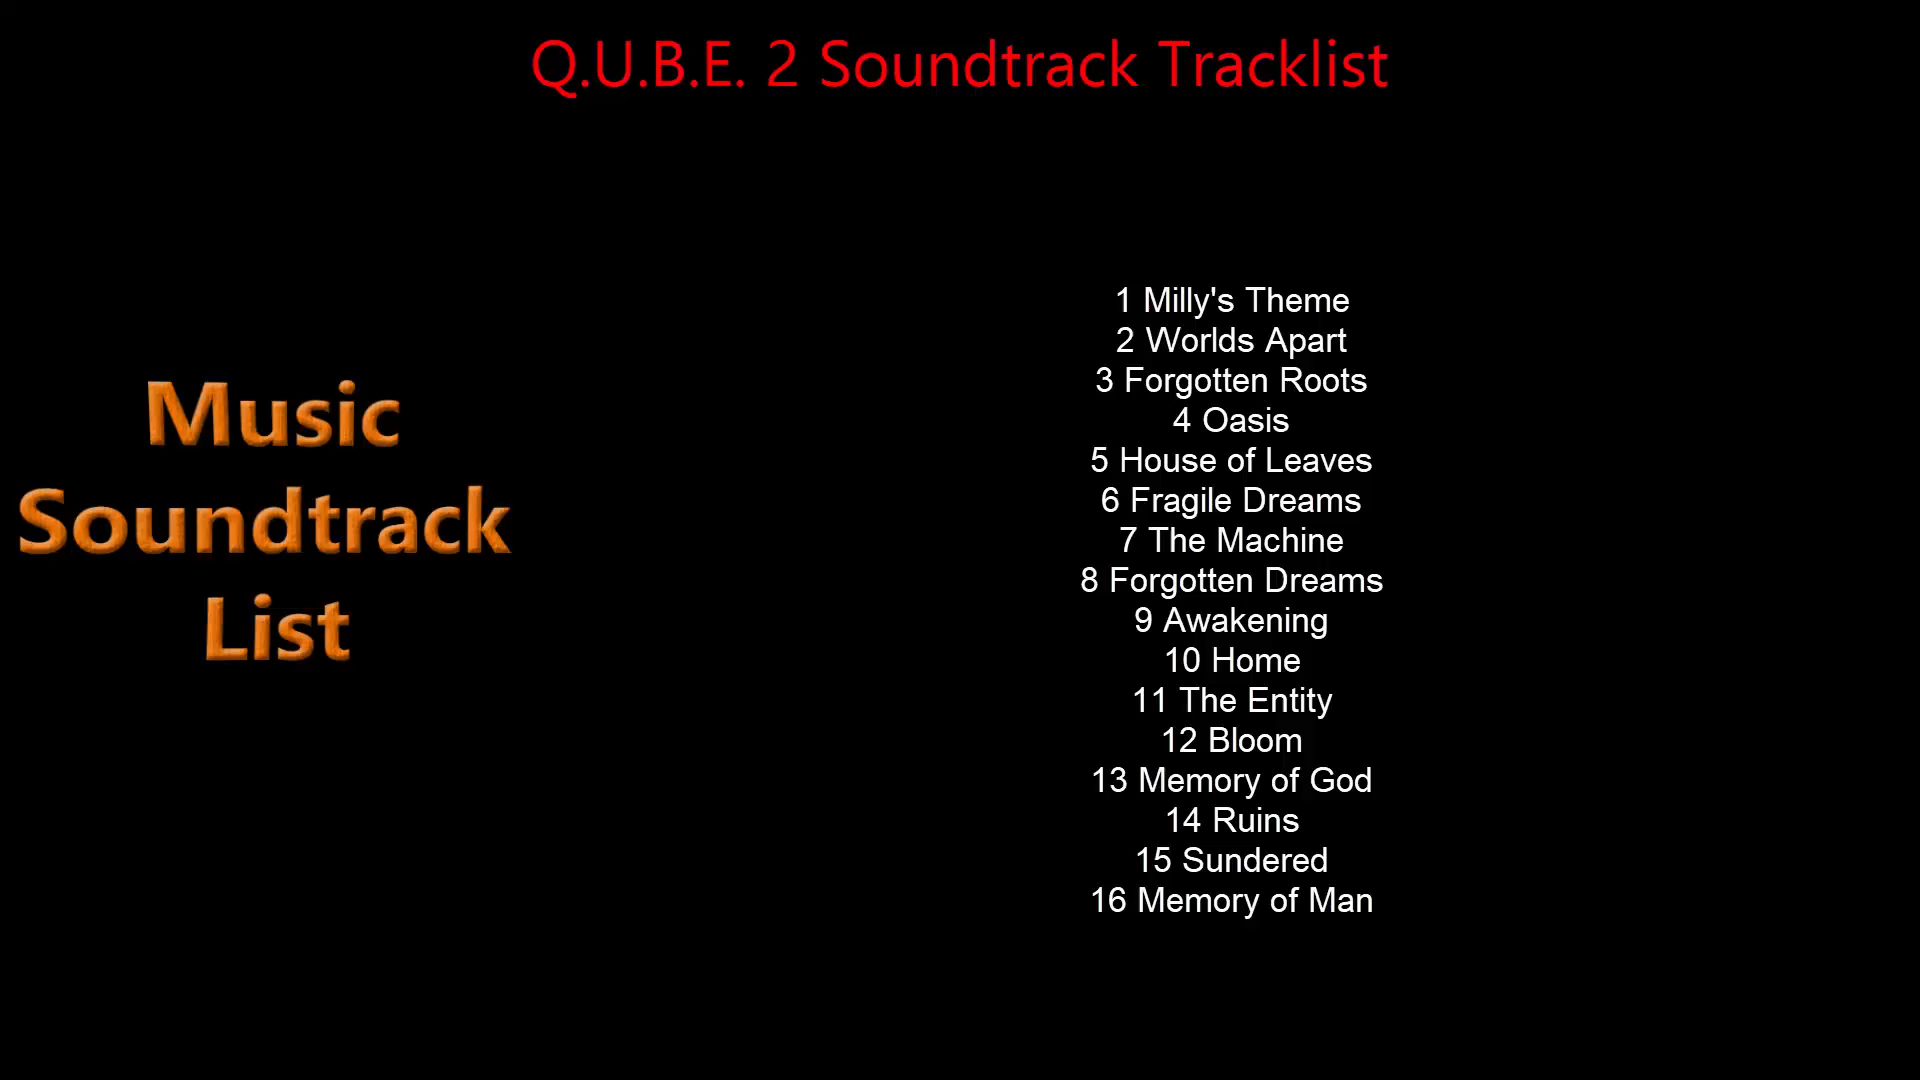 Q.U.B.E. 2 Soundtrack Tracklist
Music
Soundtrack
List
1 Milly's Theme
2 Worlds Apart
3 Forgotten Roots
4 Oasis
5 House of Leaves
6 Fragile Dreams
7 The Machine
8 Forgotten Dreams
9 Awakening
10 Home
11 The Entity
12 Bloom
13 Memory of God
14 Ruins
15 Sundered
16 Memory of Man